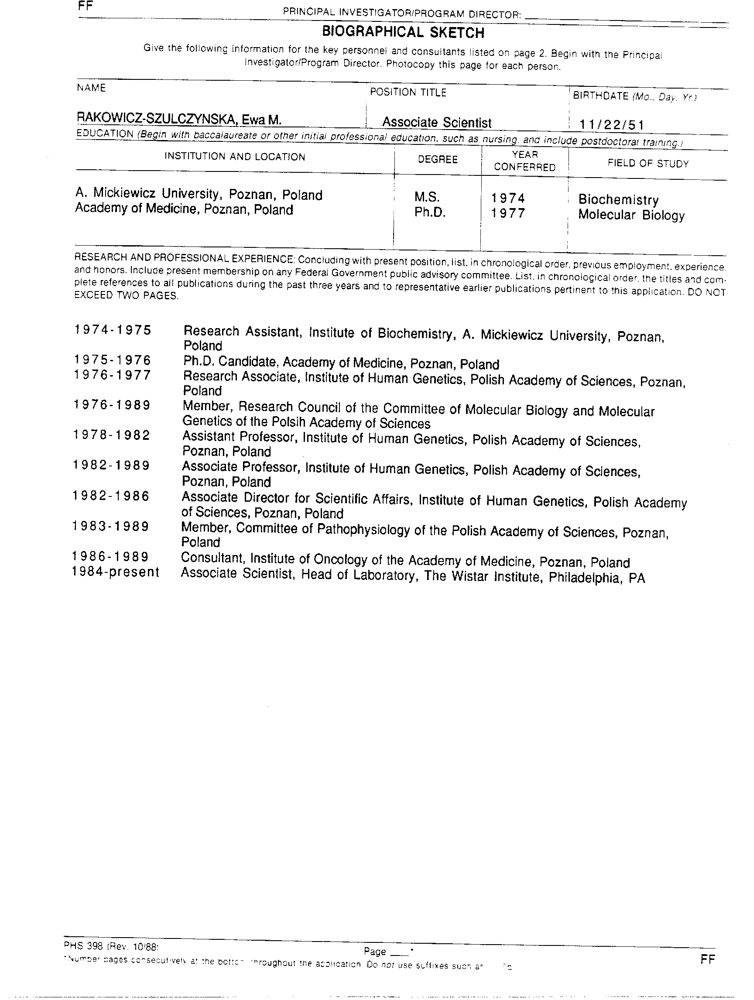 FF
PRINCIPAL INVESTIGATOR/PROGRAM DIRECTOR:
BIOGRAPHICAL SKETCH
Give the following information for the key personnel and consultants listed on page 2. Begin with the Principal
Investigator/Program Director. Photocopy this page for each person.
NAME POSITION TITLE BIRTHDATE (Mo., Day, Yr.)
RAKOWICZ-SZULCZYNSKA, Ewa M. Associate Scientist 11/22/51
EDUCATION (Begin with baccalaureate or other initial professional education, such as nursing, and include postdoctoral training.)
INSTITUTION AND LOCATION DEGREE YEAR CONFERRED FIELD OF STUDY
A. Mickiewicz University, Poznan, Poland M.S. 1974 Biochemistry
Academy of Medicine, Poznan, Poland Ph.D. 1977 Molecular Biology
RESEARCH AND PROFESSIONAL EXPERIENCE: Concluding with present position, list, in chronological order, previous employment, experience,
and honors. Include present membership on any Federal Government public advisory committee. List, in chronological order, the titles and com-
plete references to all publications during the past three years and to representative earlier publications pertinent to this application. DO NOT
EXCEED TWO PAGES.
1974-1975 Research Assistant, Institute of Biochemistry, A. Mickiewicz University, Poznan,
Poland
1975-1976 Ph.D. Candidate, Academy of Medicine, Poznan, Poland
1976-1977 Research Associate, Institute of Human Genetics, Polish Academy of Sciences, Poznan,
Poland
1976-1989 Member, Research Council of the Committee of Molecular Biology and Molecular
Genetics of the Polsih Academy of Sciences
1978-1982 Assistant Professor, Institute of Human Genetics, Polish Academy of Sciences,
Poznan, Poland
1982-1989 Associate Professor, Institute of Human Genetics, Polish Academy of Sciences,
Poznan, Poland
1982-1986 Associate Director for Scientific Affairs, Institute of Human Genetics, Polish Academy
of Sciences, Poznan, Poland
1983-1989 Member, Committee of Pathophysiology of the Polish Academy of Sciences, Poznan,
Poland
1986-1989 Consultant, Institute of Oncology of the Academy of Medicine, Poznan, Poland
1984-present Associate Scientist, Head of Laboratory, The Wistar Institute, Philadelphia, PA
PHS 398 (Rev. 10/88) Page ___*
*Number pages consecutively at the bottom throughout the application. Do not use suffixes such as FF